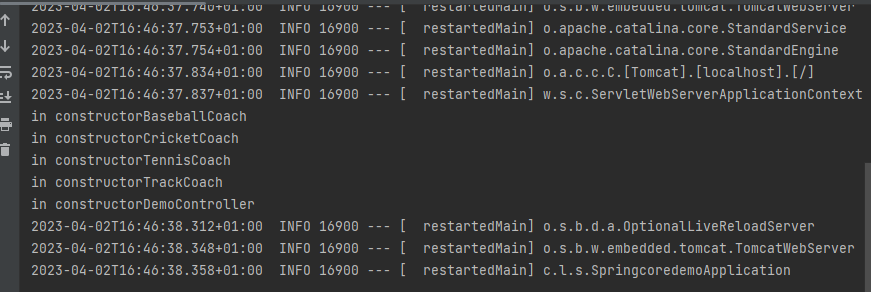 2023-04-02T16:46:37.740+01:00  INFO 16900 --- [  restartedMain] o.s.b.w.embedded.tomcat.TomcatWebServer
2023-04-02T16:46:37.753+01:00  INFO 16900 --- [  restartedMain] o.apache.catalina.core.StandardService
2023-04-02T16:46:37.754+01:00  INFO 16900 --- [  restartedMain] o.apache.catalina.core.StandardEngine
2023-04-02T16:46:37.834+01:00  INFO 16900 --- [  restartedMain] o.a.c.c.C.[Tomcat].[localhost].[/]
2023-04-02T16:46:37.837+01:00  INFO 16900 --- [  restartedMain] w.s.c.ServletWebServerApplicationContext
in constructorBaseballCoach
in constructorCricketCoach
in constructorTennisCoach
in constructorTrackCoach
in constructorDemoController
2023-04-02T16:46:38.312+01:00  INFO 16900 --- [  restartedMain] o.s.b.d.a.OptionalLiveReloadServer
2023-04-02T16:46:38.348+01:00  INFO 16900 --- [  restartedMain] o.s.b.w.embedded.tomcat.TomcatWebServer
2023-04-02T16:46:38.358+01:00  INFO 16900 --- [  restartedMain] c.l.s.SpringcoredemoApplication